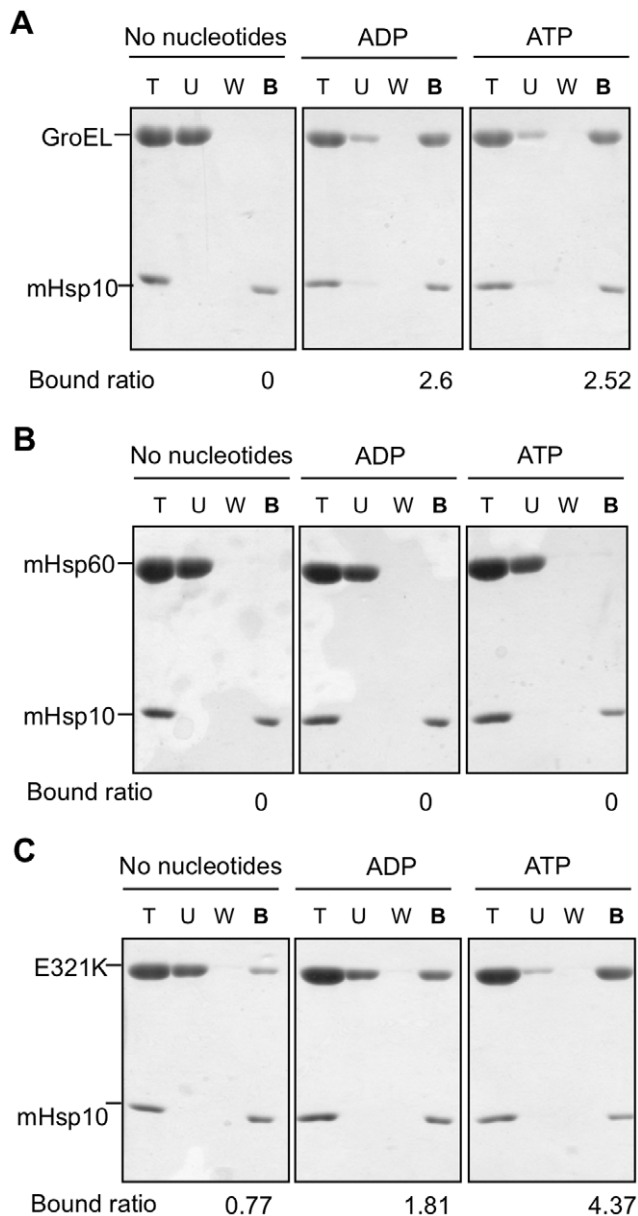 A
No nucleotides ADP ATP
T U W B T U W B T U W B
GroEL
mHsp10
Bound ratio 0 2.6 2.52
B
No nucleotides ADP ATP
T U W B T U W B T U W B
mHsp60
mHsp10
Bound ratio 0 0 0
C
No nucleotides ADP ATP
T U W B T U W B T U W B
E321K
mHsp10
Bound ratio 0.77 1.81 4.37